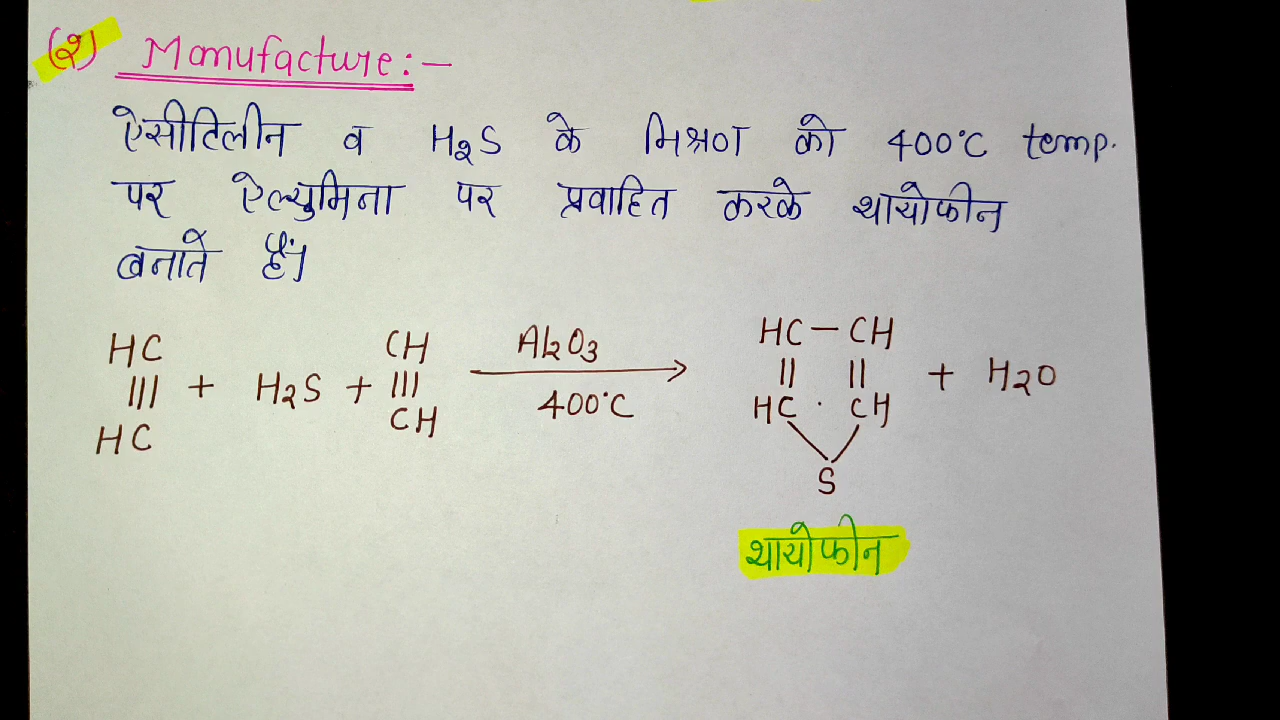 (२) Manufacture:-
ऐसीटिलीन व H₂S के मिश्रण को 400°C temp.
पर ऐल्युमिना पर प्रवाहित करके थायोफीन
बनाते हैं।
HC CH Al₂O₃ HC – CH
||| + H₂S + ||| → || || + H₂O
HC CH 400°C HC CH
S
थायोफीन